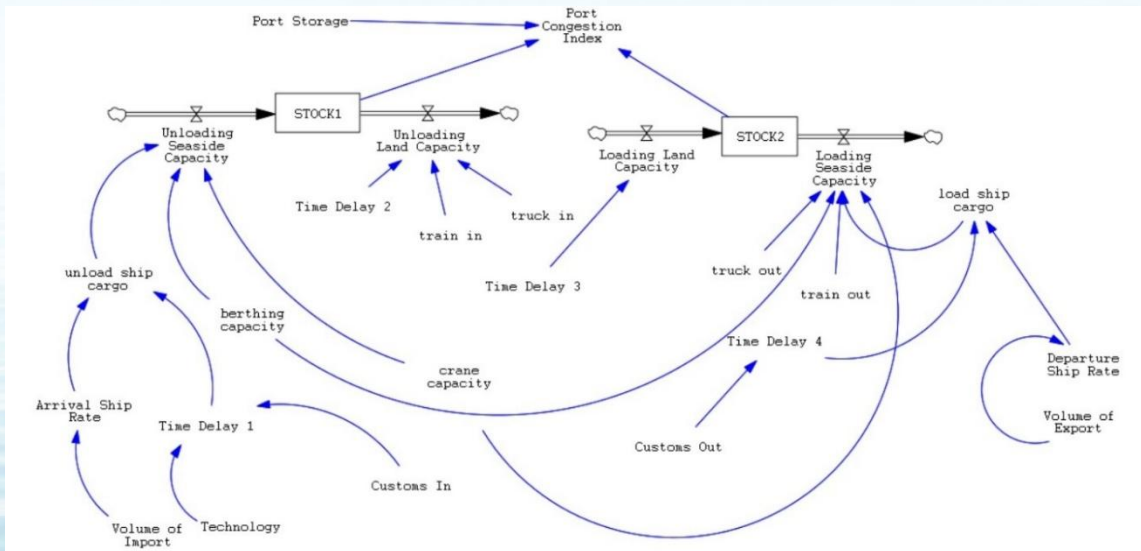 Port Storage
Port
Congestion
Index
STOCK1
Unloading
Seaside
Capacity
Unloading
Land Capacity
STOCK2
Loading Land
Capacity
Loading
Seaside
Capacity
Time Delay 2
truck in
train in
load ship
cargo
unload ship
cargo
Time Delay 3
truck out
train out
berthing
capacity
Time Delay 4
crane
capacity
Departure
Ship Rate
Arrival Ship
Rate
Time Delay 1
Volume of
Export
Customs Out
Customs In
Volume of
Import
Technology